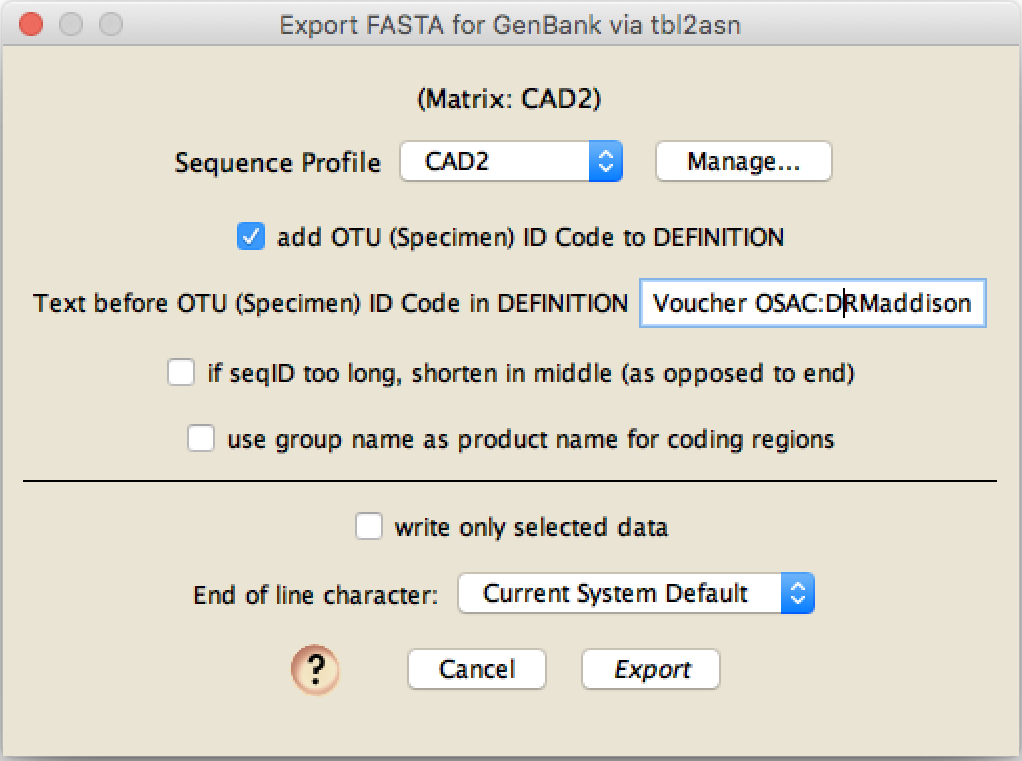 Export FASTA for GenBank via tbl2asn
(Matrix: CAD2)
Sequence Profile CAD2 Manage...
add OTU (Specimen) ID Code to DEFINITION
Text before OTU (Specimen) ID Code in DEFINITION Voucher OSAC:DRMaddison
if seqID too long, shorten in middle (as opposed to end)
use group name as product name for coding regions
write only selected data
End of line character: Current System Default
? Cancel Export